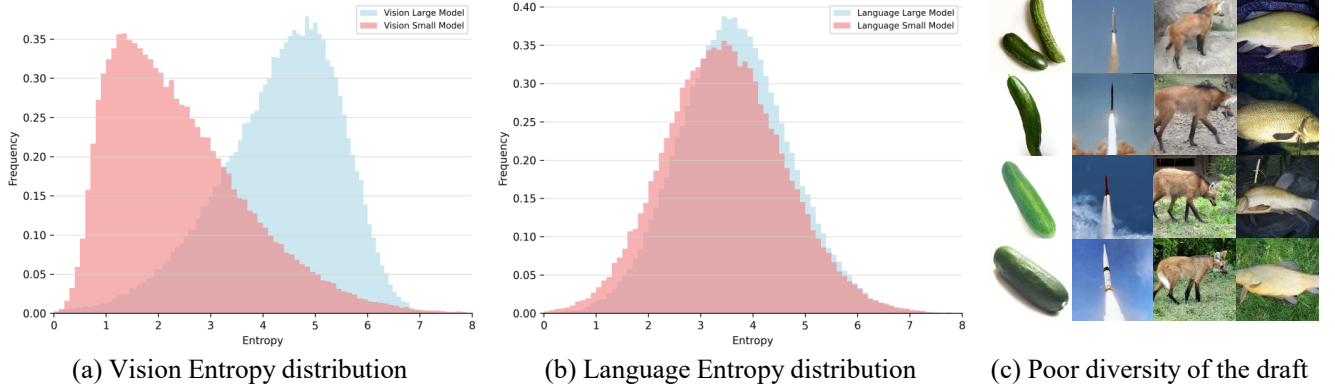 Vision Large Model
Vision Small Model
0.35
0.30
0.25
0.20
0.15
0.10
0.05
0.00
Frequency
0 1 2 3 4 5 6 7 8
Entropy
(a) Vision Entropy distribution
Language Large Model
Language Small Model
0.40
0.35
0.30
0.25
0.20
0.15
0.10
0.05
0.00
Frequency
0 1 2 3 4 5 6 7 8
Entropy
(b) Language Entropy distribution
(c) Poor diversity of the draft